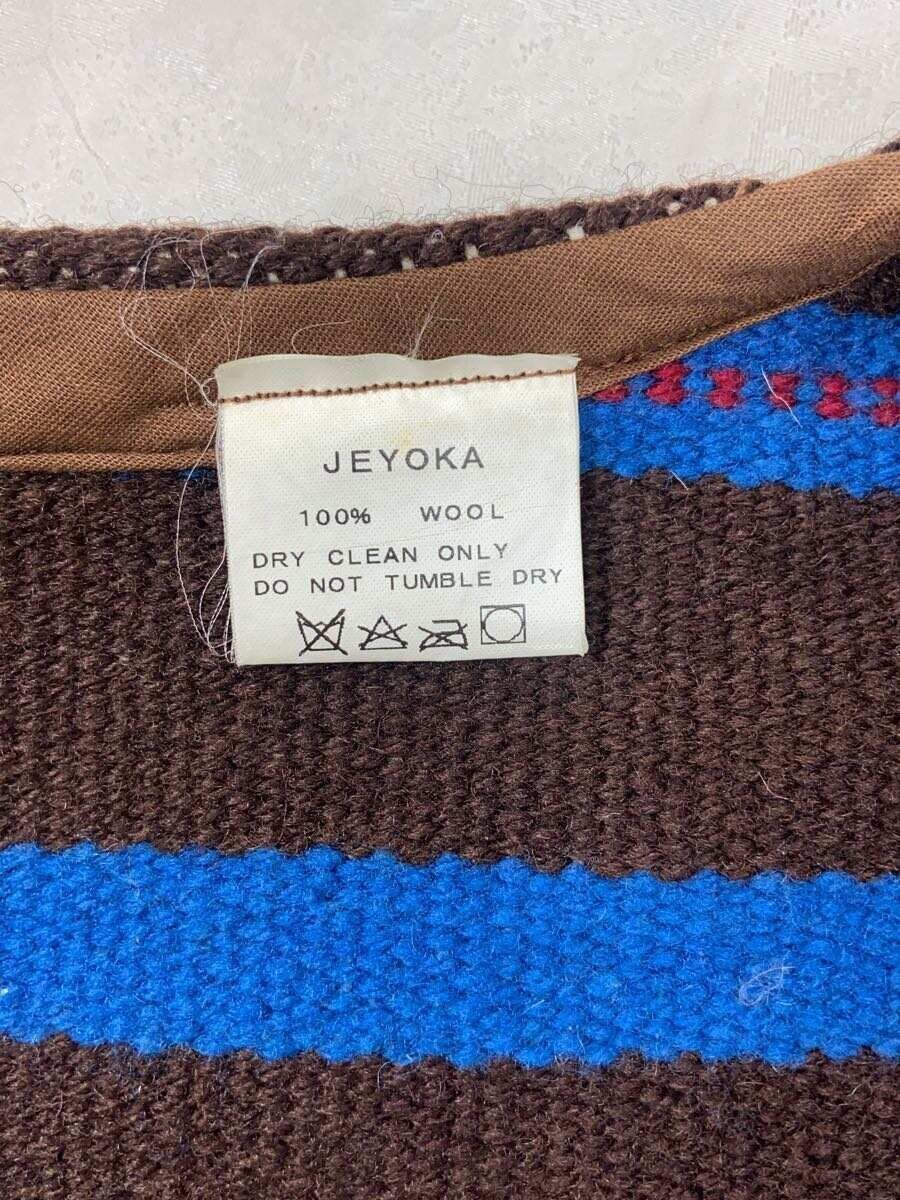 JEYOKA
100% WOOL
DRY CLEAN ONLY
DO NOT TUMBLE DRY